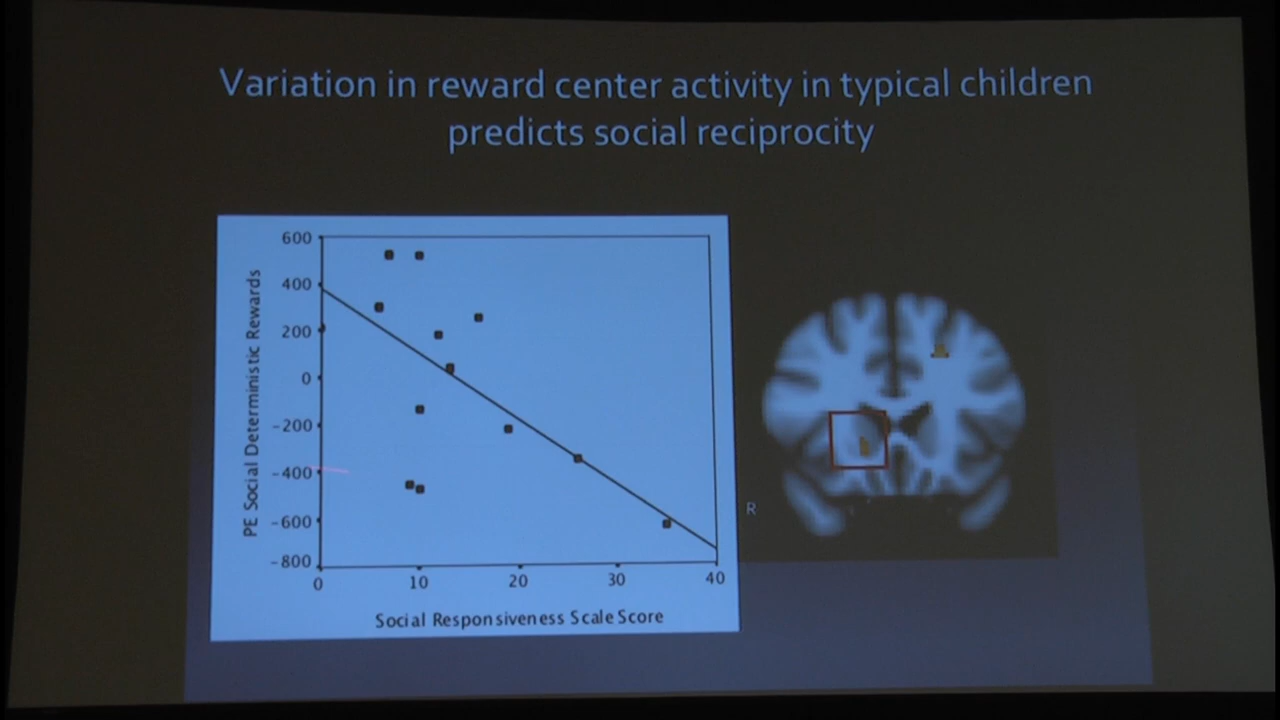 Variation in reward center activity in typical children
predicts social reciprocity
PE Social Deterministic Rewards
600
400
200
0
-200
-400
-600
-800
0 10 20 30 40
Social Responsiveness Scale Score
R